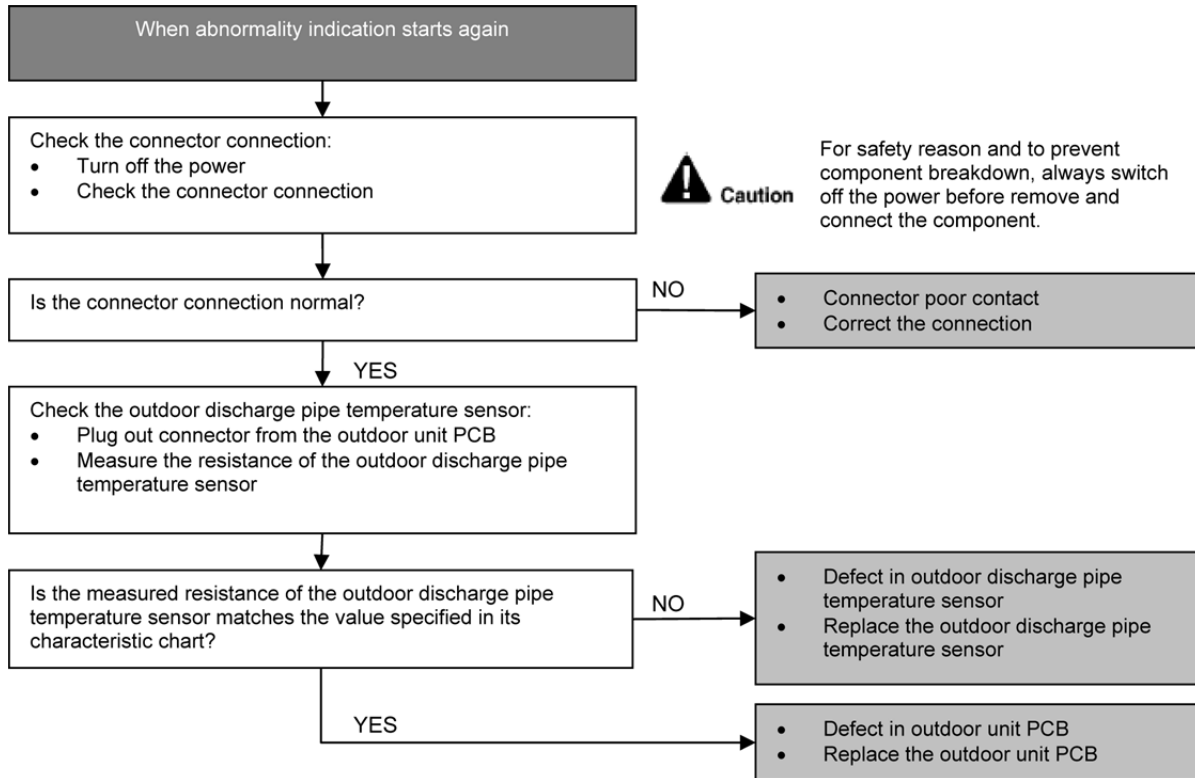 When abnormality indication starts again
Check the connector connection:
• Turn off the power
• Check the connector connection
Caution
For safety reason and to prevent
component breakdown, always switch
off the power before remove and
connect the component.
Is the connector connection normal?
NO
• Connector poor contact
• Correct the connection
YES
Check the outdoor discharge pipe temperature sensor:
• Plug out connector from the outdoor unit PCB
• Measure the resistance of the outdoor discharge pipe
temperature sensor
Is the measured resistance of the outdoor discharge pipe
temperature sensor matches the value specified in its
characteristic chart?
NO
• Defect in outdoor discharge pipe
temperature sensor
• Replace the outdoor discharge pipe
temperature sensor
YES
• Defect in outdoor unit PCB
• Replace the outdoor unit PCB